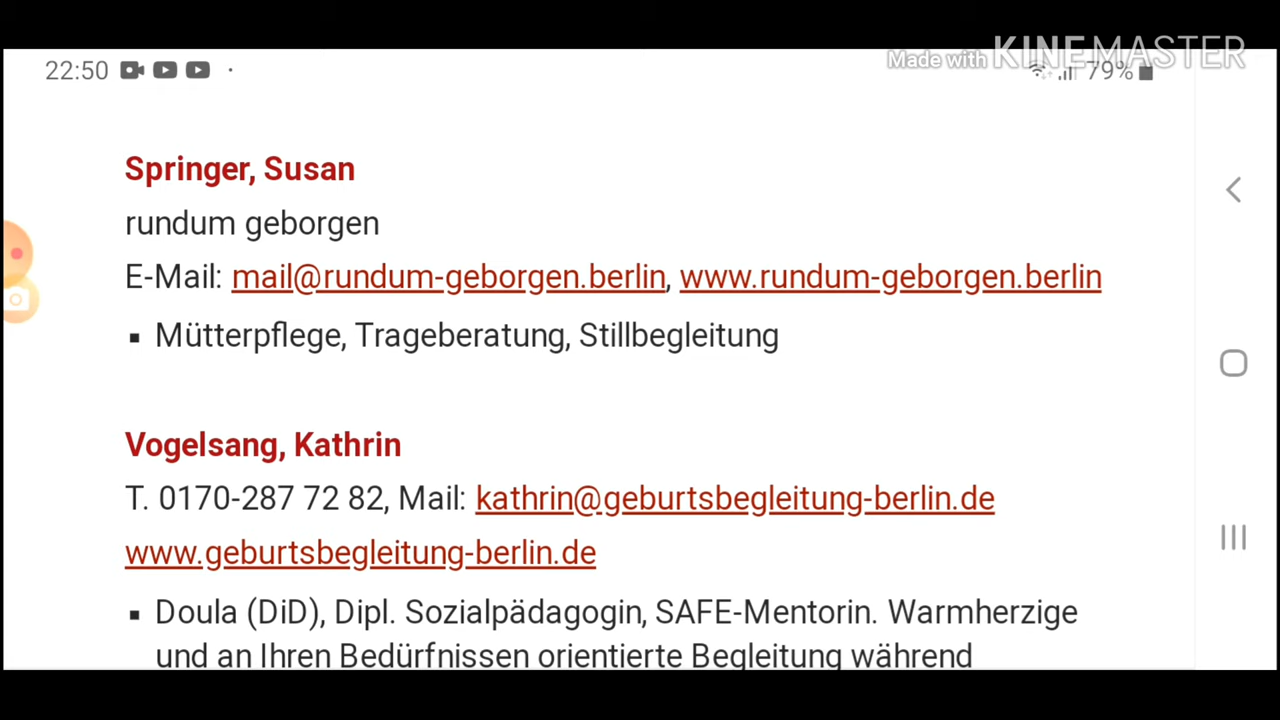 Made with KINEMASTER
22:50
79%
Springer, Susan
rundum geborgen
E-Mail: mail@rundum-geborgen.berlin, www.rundum-geborgen.berlin
▪ Mütterpflege, Trageberatung, Stillbegleitung
Vogelsang, Kathrin
T. 0170-287 72 82, Mail: kathrin@geburtsbegleitung-berlin.de
www.geburtsbegleitung-berlin.de
▪ Doula (DiD), Dipl. Sozialpädagogin, SAFE-Mentorin. Warmherzige
und an Ihren Bedürfnissen orientierte Begleitung während